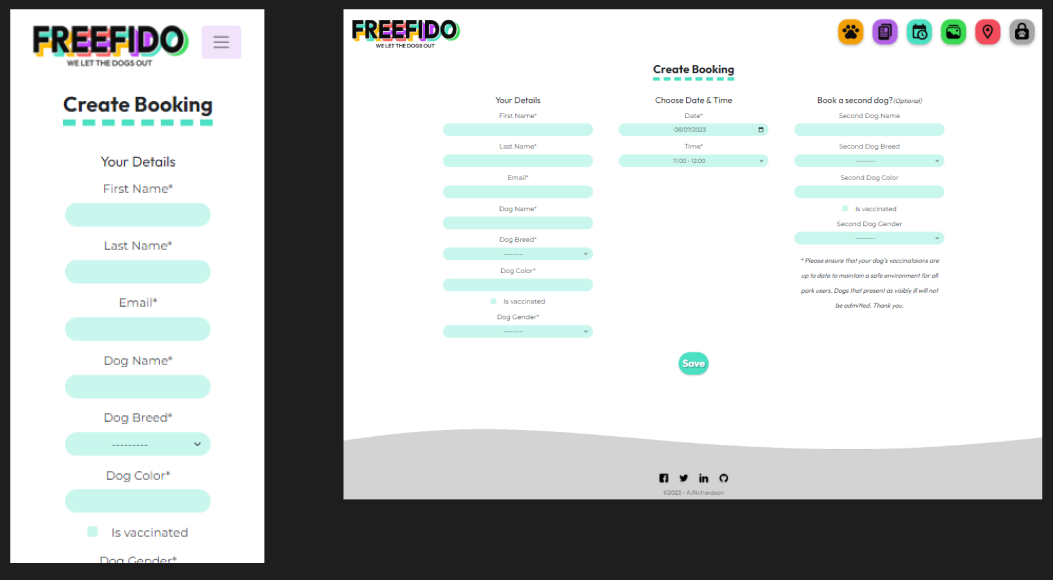 FREEFIDO
WE LET THE DOGS OUT
Create Booking
Your Details
First Name*
Last Name*
Email*
Dog Name*
Dog Breed*
---------
Dog Color*
Is vaccinated
Dog Gender*
FREEFIDO
WE LET THE DOGS OUT
Create Booking
Your Details
First Name*
Last Name*
Email*
Dog Name*
Dog Breed*
---------
Dog Color*
Is vaccinated
Dog Gender*
---------
Choose Date & Time
Date*
08/07/2023
Time*
11:00 - 12:00
Book a second dog? (Optional)
Second Dog Name
Second Dog Breed
---------
Second Dog Color
Is vaccinated
Second Dog Gender
---------
* Please ensure that your dog's vaccinataions are
up to date to maintain a safe environment for all
park users. Dogs that present as visibly ill will not
be admitted. Thank you.
Save
©2023 - A.Richardson